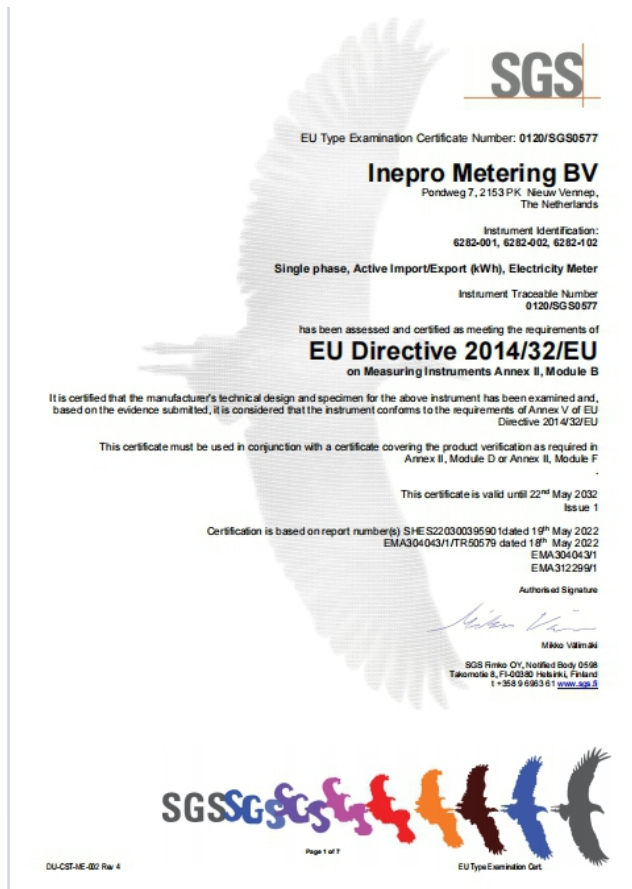 SGS
EU Type Examination Certificate Number: 0120/SGS0577
Inepro Metering BV
Pondweg 7, 2153 PK Nieuw Vennep,
The Netherlands
Instrument Identification:
6282-001, 6282-002, 6282-102
Single phase, Active Import/Export (kWh), Electricity Meter
Instrument Traceable Number
0120/SGS0577
has been assessed and certified as meeting the requirements of
EU Directive 2014/32/EU
on Measuring Instruments Annex II, Module B
It is certified that the manufacturer's technical design and specimen for the above instrument has been examined and,
based on the evidence submitted, it is considered that the instrument conforms to the requirements of Annex V of EU
Directive 2014/32/EU
This certificate must be used in conjunction with a certificate covering the product verification as required in
Annex II, Module D or Annex II, Module F
.
This certificate is valid until 22nd May 2032
Issue 1
Certification is based on report number(s) SHES220300395901dated 19th May 2022
EMA304043/1/TR50579 dated 18th May 2022
EMA304043/1
EMA312299/1
Authorised Signature
Mikko Välimäki
SGS Fimko OY, Notified Body 0598
Takomotie 8, FI-00380 Helsinki, Finland
t +358 9 6963 61 www.sgs.fi
SGSSGSGSCS
Page 1 of 7
DU-CST-ME-002 Rev 4
EU Type Examination Cert.